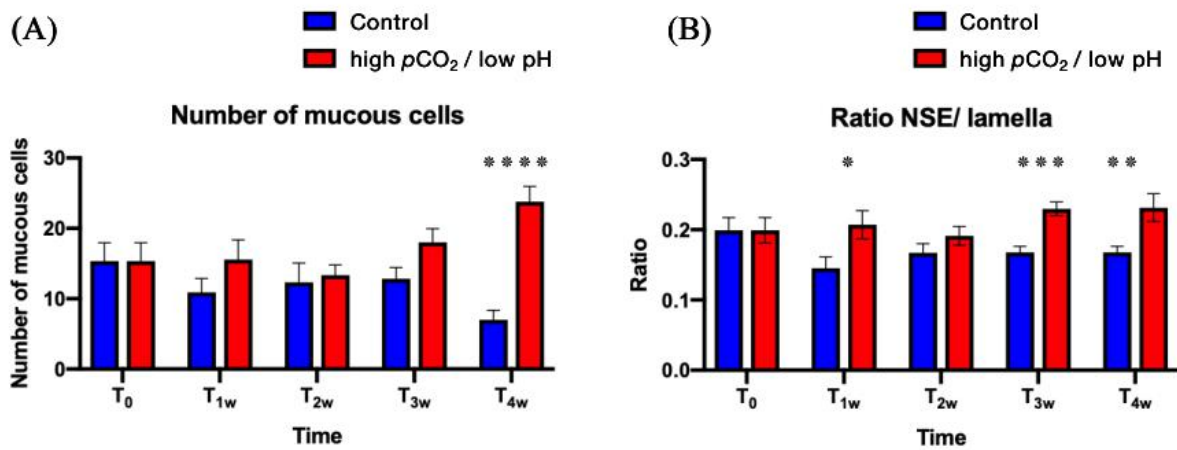 (A)
Control
high pCO₂ / low pH
Number of mucous cells
Number of mucous cells
30
20
10
0
✵ ✵ ✵ ✵
T₀ T₁w T₂w T₃w T₄w
Time
(B)
Control
high pCO₂ / low pH
Ratio NSE/ lamella
Ratio
0.3
0.2
0.1
0.0
✵ ✵ ✵ ✵ ✵ ✵
T₀ T₁w T₂w T₃w T₄w
Time